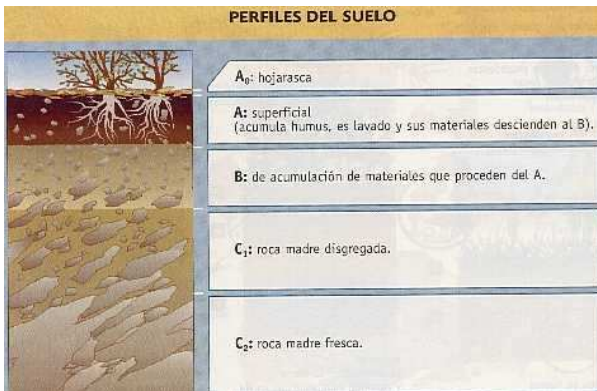 PERFILES DEL SUELO
A₀: hojarasca
A: superficial
(acumula humus, es lavado y sus materiales descienden al B).
B: de acumulación de materiales que proceden del A.
C₁: roca madre disgregada.
C₂: roca madre fresca.